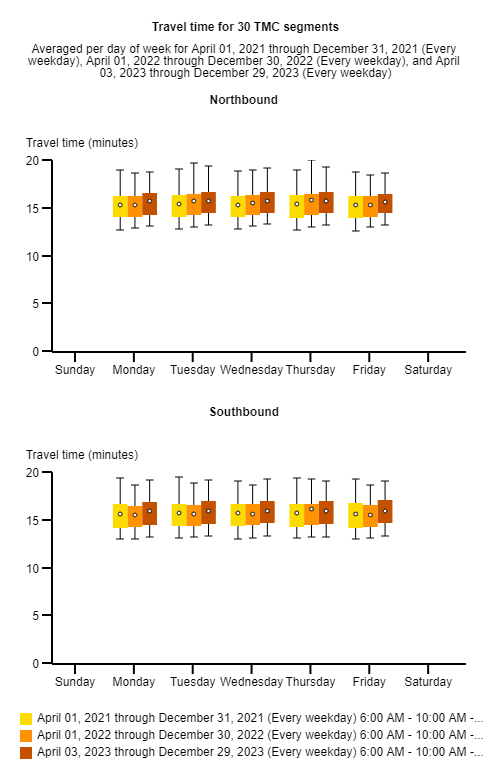 Travel time for 30 TMC segments
Averaged per day of week for April 01, 2021 through December 31, 2021 (Every
weekday), April 01, 2022 through December 30, 2022 (Every weekday), and April
03, 2023 through December 29, 2023 (Every weekday)
Northbound
Travel time (minutes)
20
15
10
5
0
Sunday Monday Tuesday Wednesday Thursday Friday Saturday
Southbound
Travel time (minutes)
20
15
10
5
0
Sunday Monday Tuesday Wednesday Thursday Friday Saturday
April 01, 2021 through December 31, 2021 (Every weekday) 6:00 AM - 10:00 AM -...
April 01, 2022 through December 30, 2022 (Every weekday) 6:00 AM - 10:00 AM -...
April 03, 2023 through December 29, 2023 (Every weekday) 6:00 AM - 10:00 AM -...